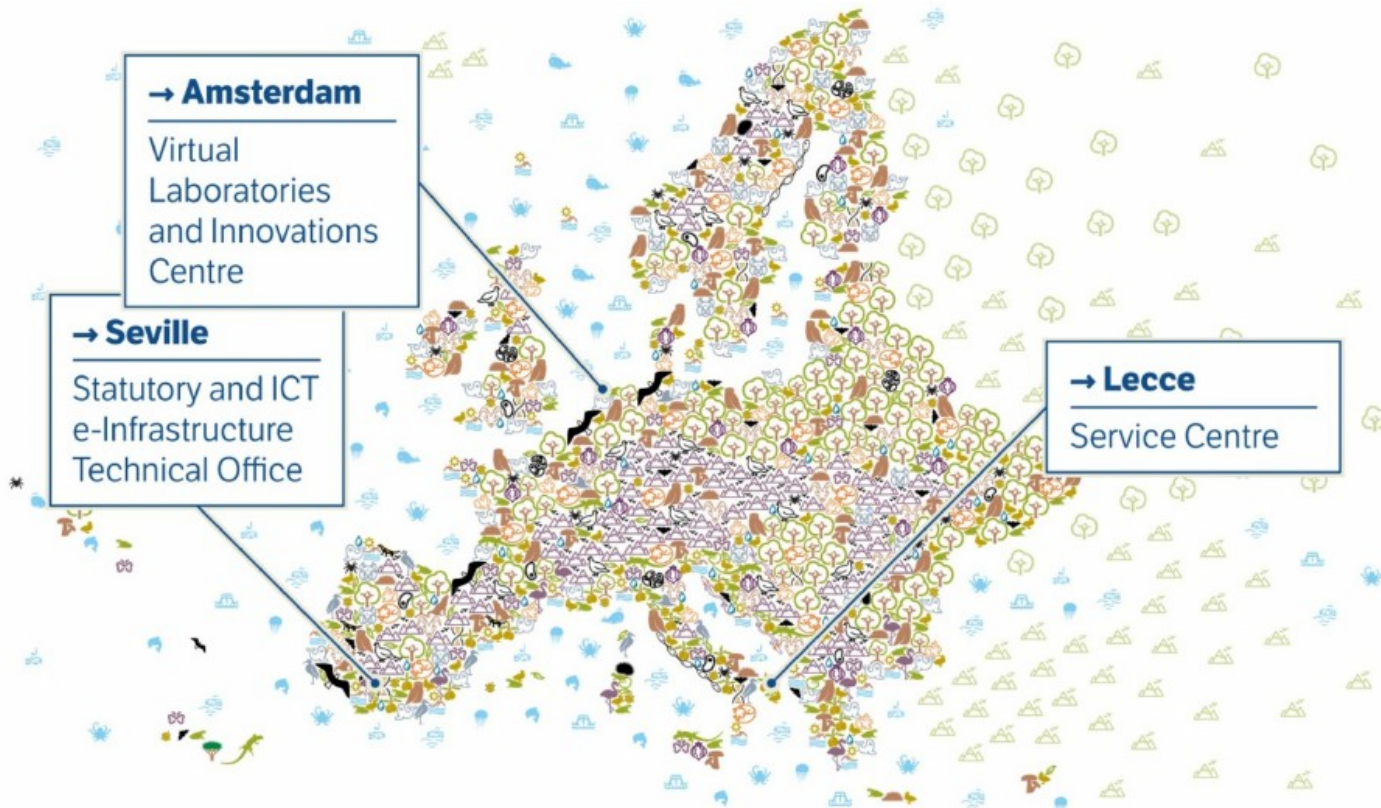 → Amsterdam
Virtual
Laboratories
and Innovations
Centre
→ Seville
Statutory and ICT
e-Infrastructure
Technical Office
→ Lecce
Service Centre